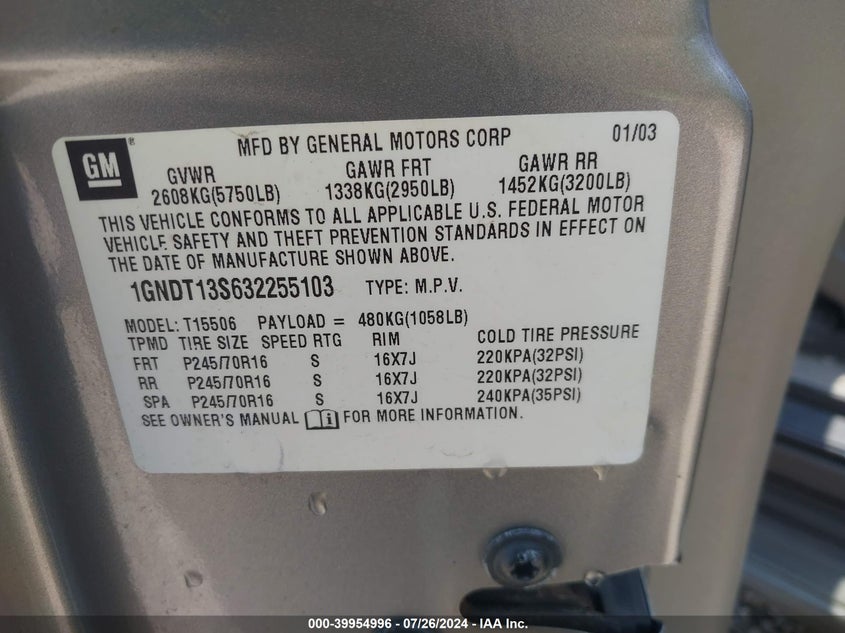 GM®
MFD BY GENERAL MOTORS CORP 01/03
GVWR GAWR FRT GAWR RR
2608KG(5750LB) 1338KG(2950LB) 1452KG(3200LB)
THIS VEHICLE CONFORMS TO ALL APPLICABLE U.S. FEDERAL MOTOR
VEHICLE SAFETY AND THEFT PREVENTION STANDARDS IN EFFECT ON
THE DATE OF MANUFACTURE SHOWN ABOVE.
1GNDT13S632255103 TYPE: M.P.V.
MODEL: T15506 PAYLOAD = 480KG(1058LB)
TPMD TIRE SIZE SPEED RTG RIM COLD TIRE PRESSURE
FRT P245/70R16 S 16X7J 220KPA(32PSI)
RR P245/70R16 S 16X7J 220KPA(32PSI)
SPA P245/70R16 S 16X7J 240KPA(35PSI)
SEE OWNER'S MANUAL i FOR MORE INFORMATION.
000-39954996 - 07/26/2024 - IAA Inc.